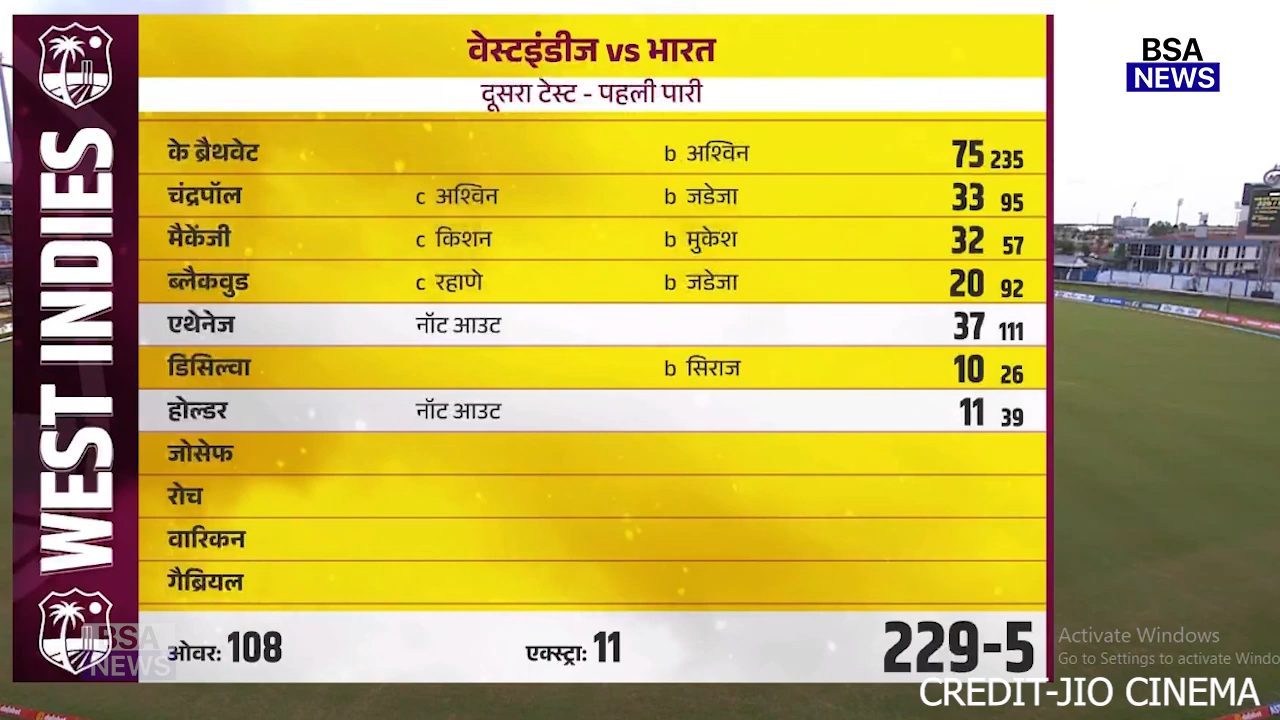 WEST INDIES
वेस्टइंडीज vs भारत
दूसरा टेस्ट - पहली पारी
के ब्रैथवेट b अश्विन 75 235
चंद्रपॉल c अश्विन b जडेजा 33 95
मैकेंजी c किशन b मुकेश 32 57
ब्लैकवुड c रहाणे b जडेजा 20 92
एथेनेज नॉट आउट 37 111
डिसिल्वा b सिराज 10 26
होल्डर नॉट आउट 11 39
जोसेफ
रोच
वारिकन
गैब्रियल
ओवर: 108 एक्स्ट्रा: 11 229-5
BSA
NEWS
BSA
NEWS
Activate Windows
Go to Settings to activate Windo
CREDIT-JIO CINEMA